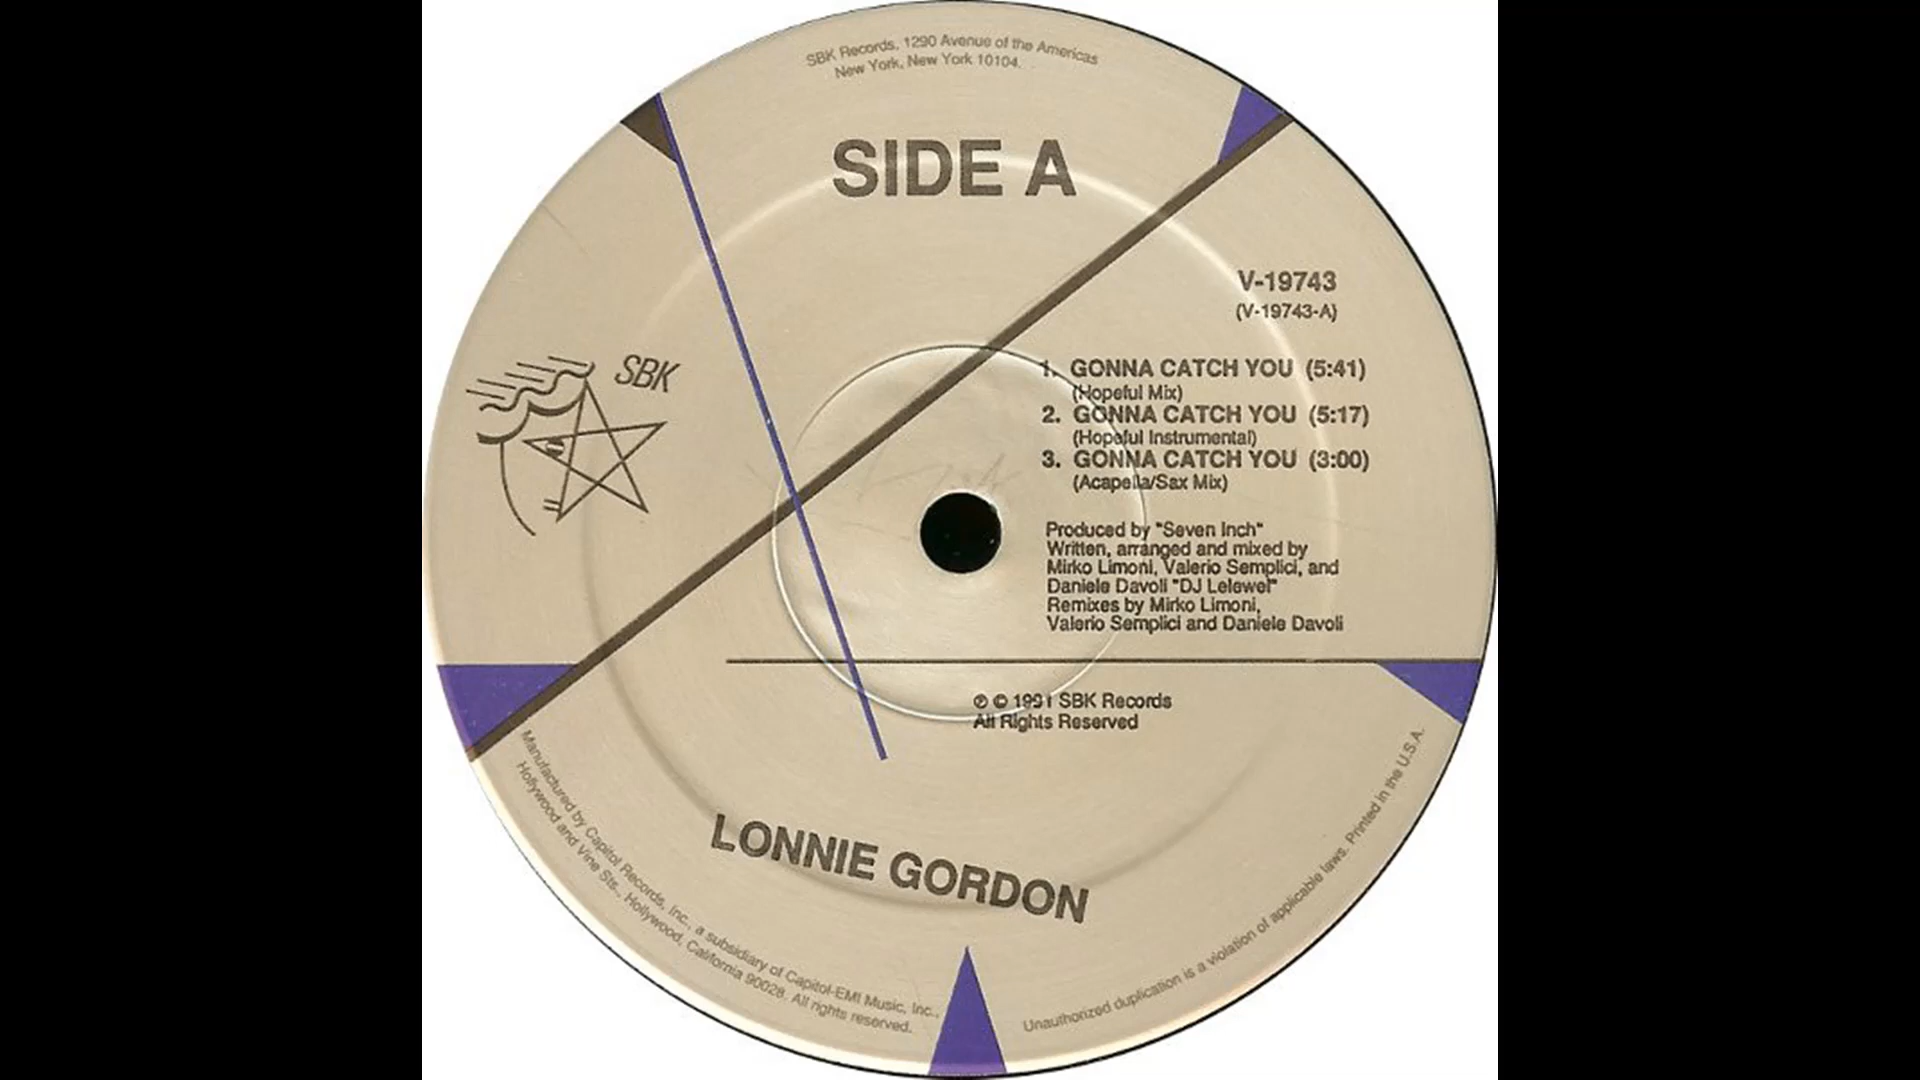 SBK Records, 1290 Avenue of the Americas
New York, New York 10104.
SIDE A
V-19743
(V-19743-A)
SBK
1. GONNA CATCH YOU (5:41)
(Hopeful Mix)
2. GONNA CATCH YOU (5:17)
(Hopeful Instrumental)
3. GONNA CATCH YOU (3:00)
(Acapella/Sax Mix)
Produced by "Seven Inch"
Written, arranged and mixed by
Mirko Limoni, Valerio Semplici, and
Daniele Davoli "DJ Lelewel"
Remixes by Mirko Limoni,
Valerio Semplici and Daniele Davoli
℗ © 1991 SBK Records
All Rights Reserved
LONNIE GORDON
Manufactured by Capitol Records, Inc., a subsidiary of Capitol-EMI Music, Inc.,
Hollywood and Vine Sts., Hollywood, California 90028. All rights reserved.
Unauthorized duplication is a violation of applicable laws. Printed in the U.S.A.